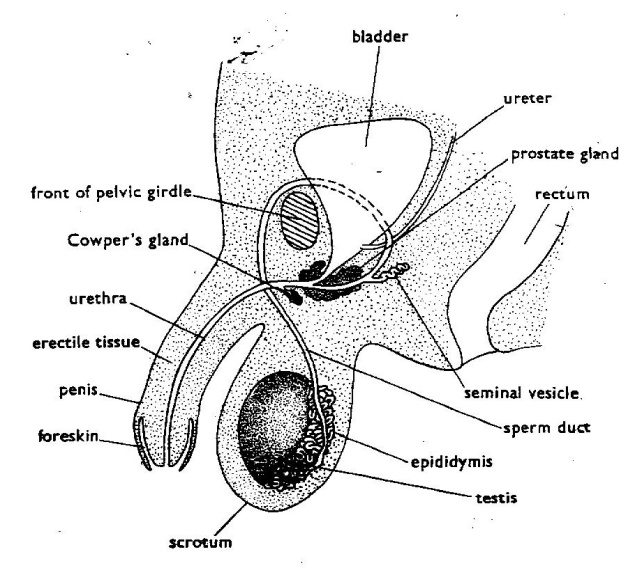 bladder
ureter
prostate gland
rectum
front of pelvic girdle
Cowper's gland
urethra
erectile tissue
penis
foreskin
seminal vesicle.
sperm duct
epididymis
testis
scrotum